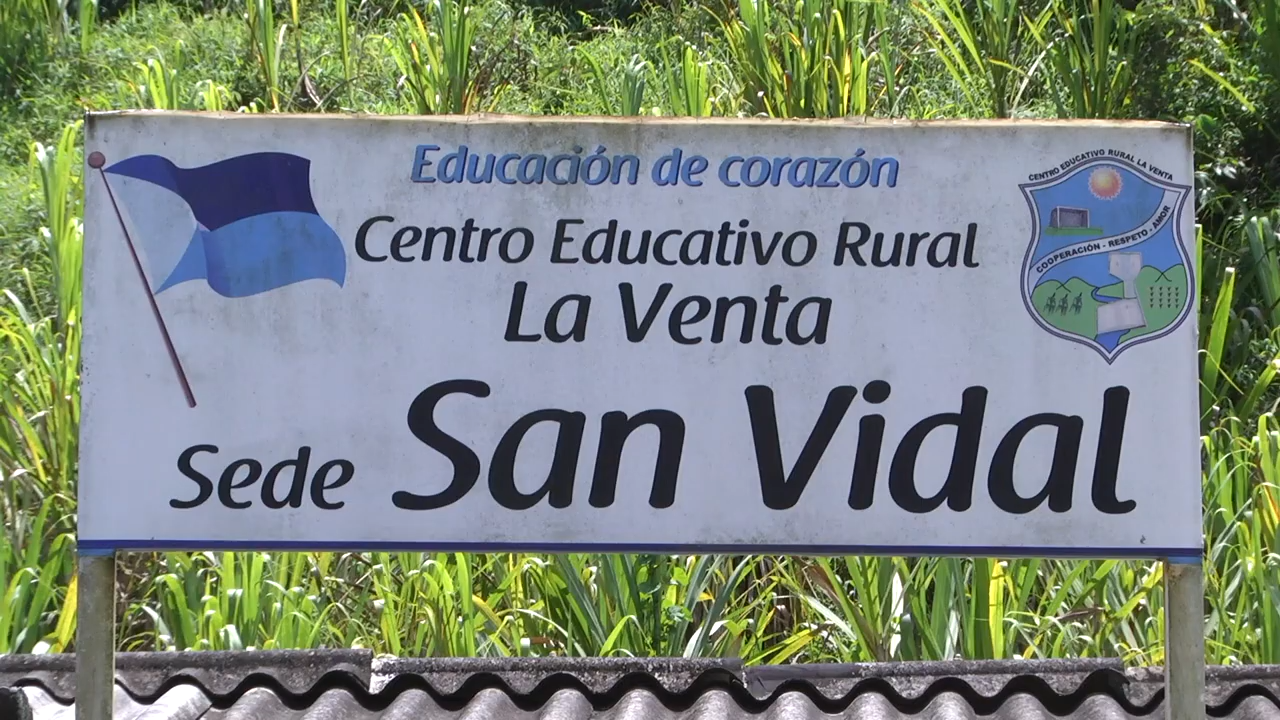 Educación de corazón
Centro Educativo Rural
La Venta
Sede San Vidal
CENTRO EDUCATIVO RURAL LA VENTA
COOPERACIÓN - RESPETO - AMOR